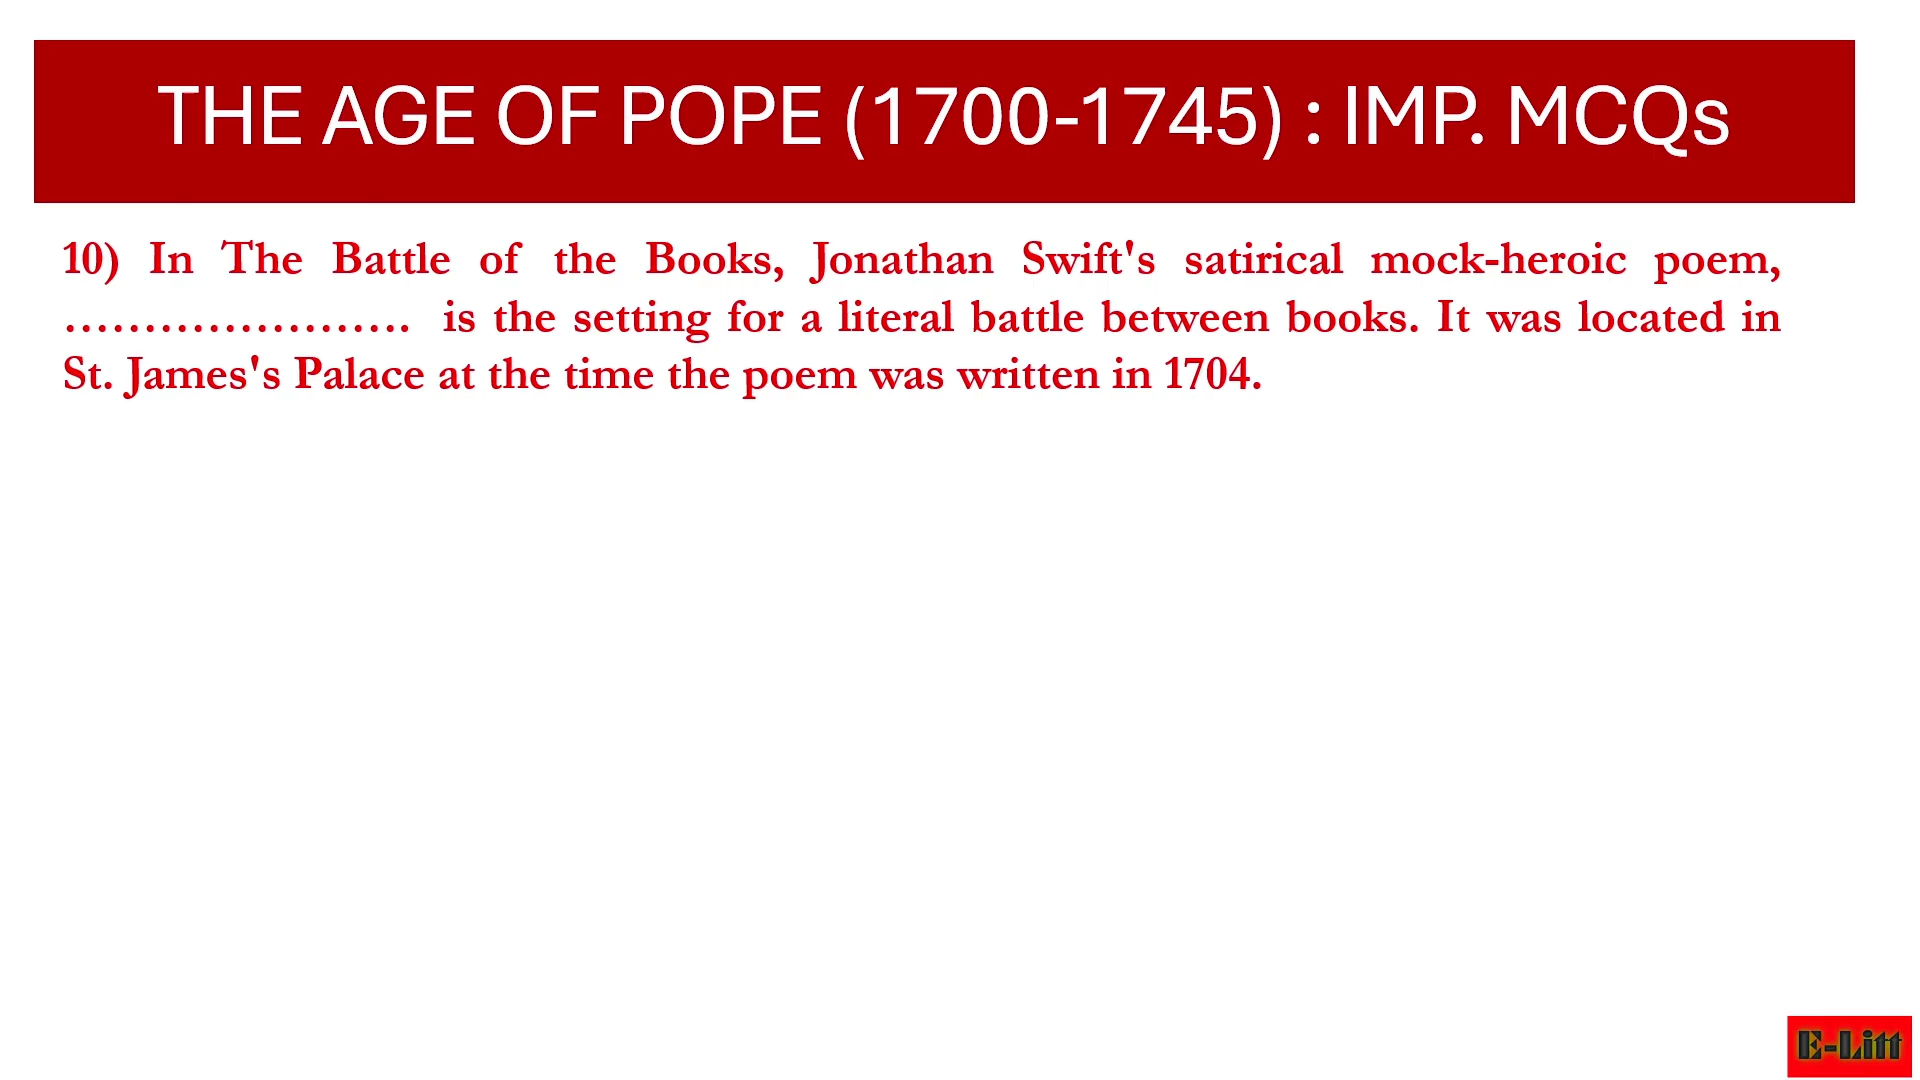 THE AGE OF POPE (1700-1745) : IMP. MCQs
10) In The Battle of the Books, Jonathan Swift's satirical mock-heroic poem,
…………………. is the setting for a literal battle between books. It was located in
St. James's Palace at the time the poem was written in 1704.
E-Litt